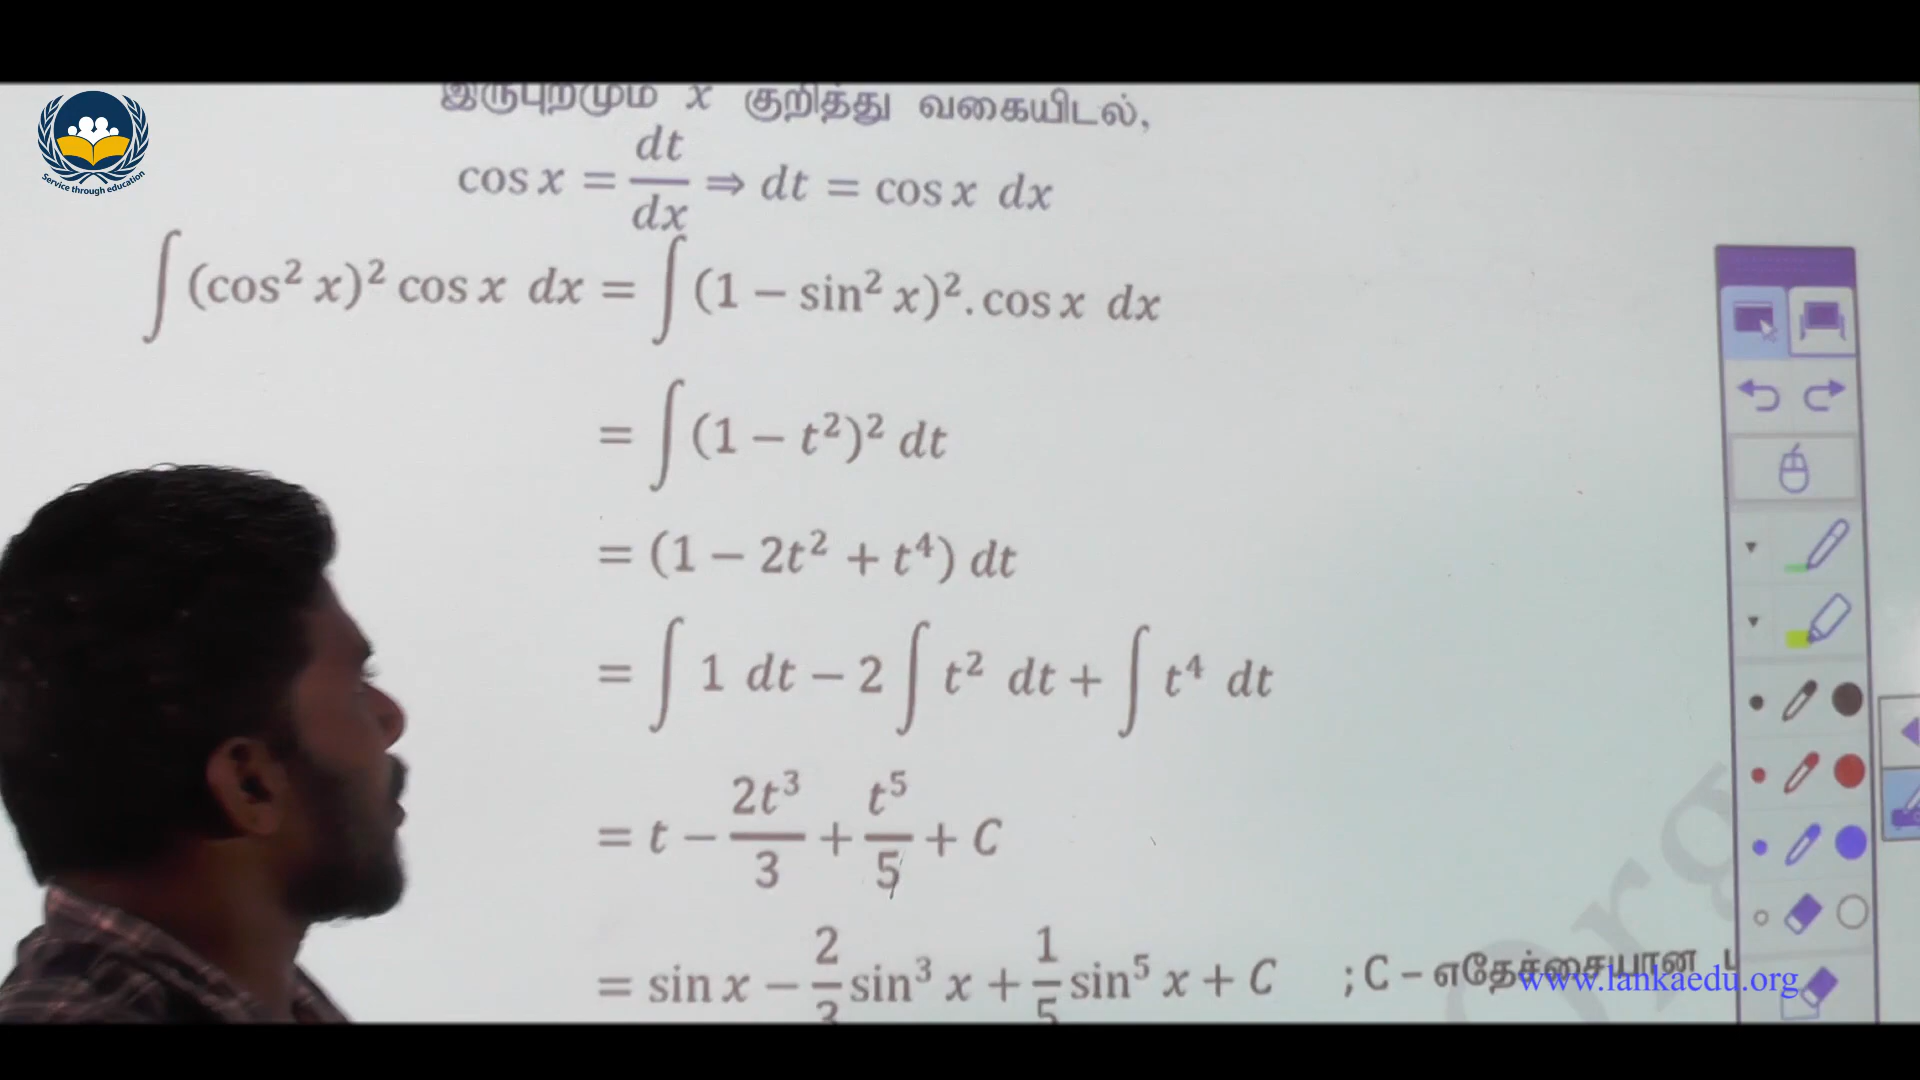 Service through education
இருபுறமும் x குறித்து வகையிடல்,
cos x = dt/dx ⇒ dt = cos x dx
∫(cos² x)² cos x dx = ∫(1 − sin² x)². cos x dx
= ∫(1 − t²)² dt
= (1 − 2t² + t⁴) dt
= ∫ 1 dt − 2 ∫ t² dt + ∫ t⁴ dt
= t − 2t³/3 + t⁵/5 + C
= sin x − 2/3 sin³ x + 1/5 sin⁵ x + C ; C – எதேச்சையான
www.lankaedu.org
Org